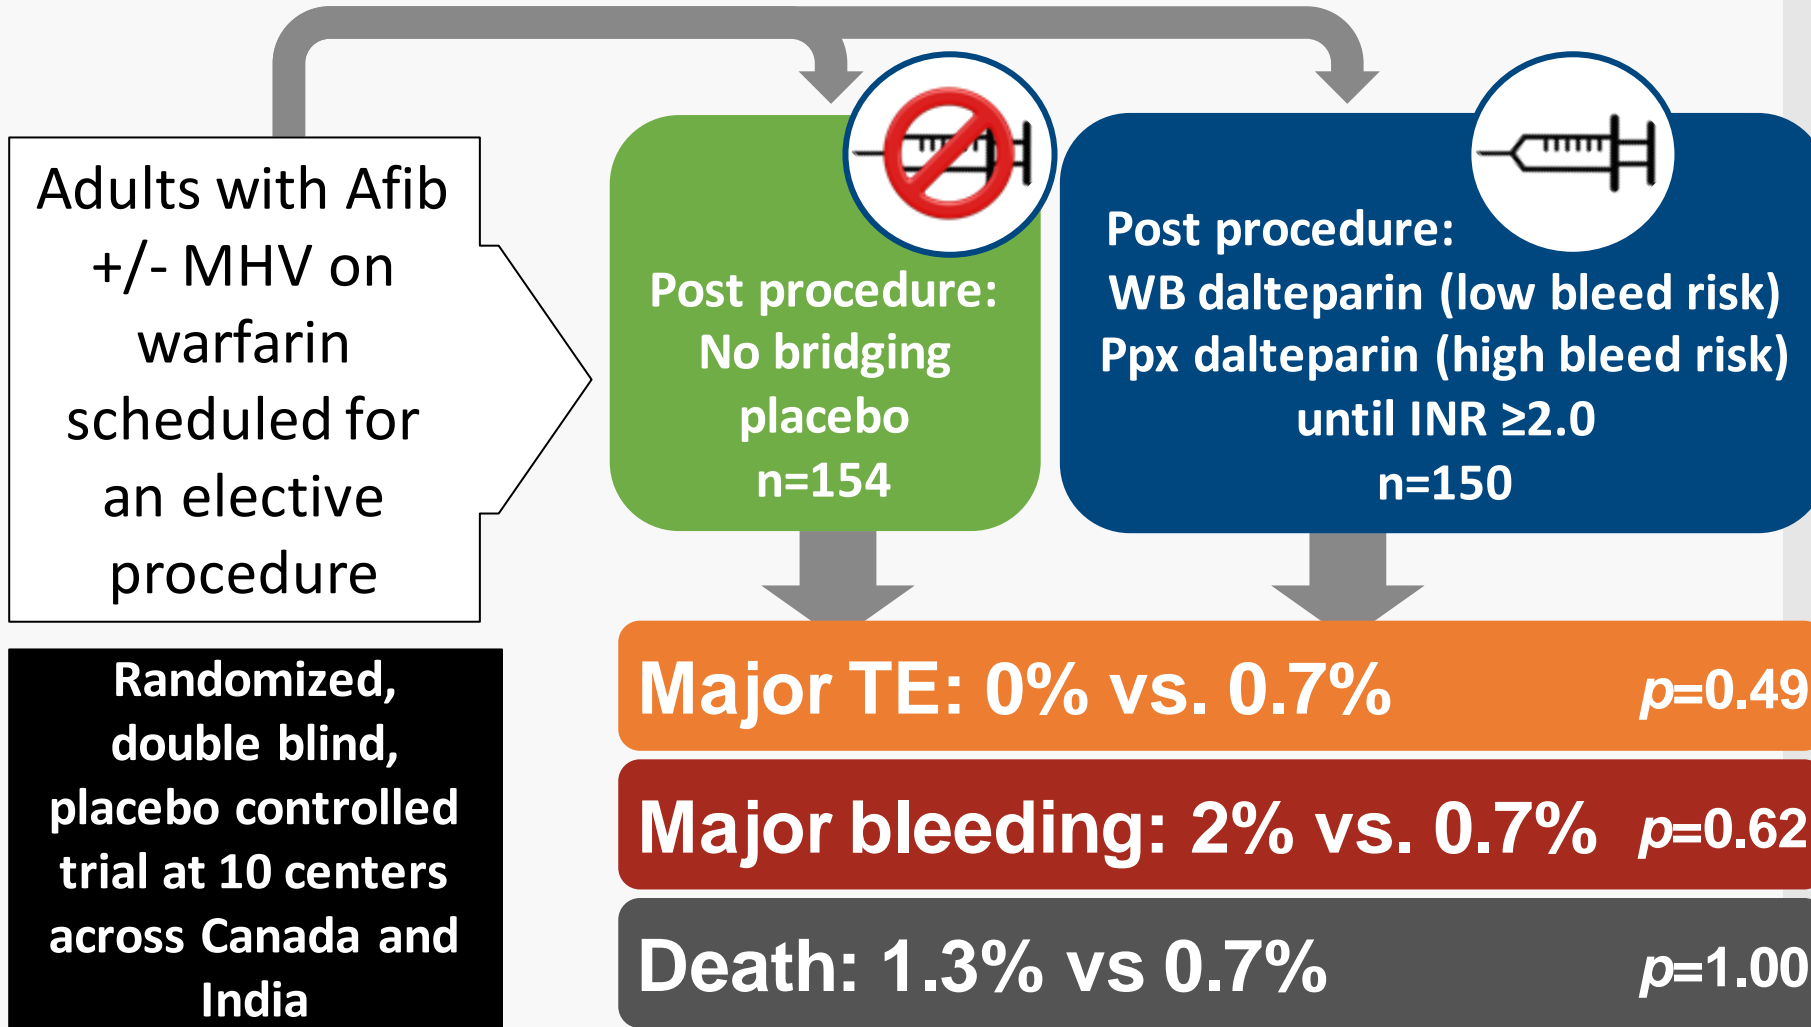 Adults with Afib
+/- MHV on
warfarin
scheduled for
an elective
procedure
Randomized,
double blind,
placebo controlled
trial at 10 centers
across Canada and
India
Post procedure:
No bridging
placebo
n=154
Post procedure:
WB dalteparin (low bleed risk)
Ppx dalteparin (high bleed risk)
until INR ≥2.0
n=150
Major TE: 0% vs. 0.7% p=0.49
Major bleeding: 2% vs. 0.7% p=0.62
Death: 1.3% vs 0.7% p=1.00